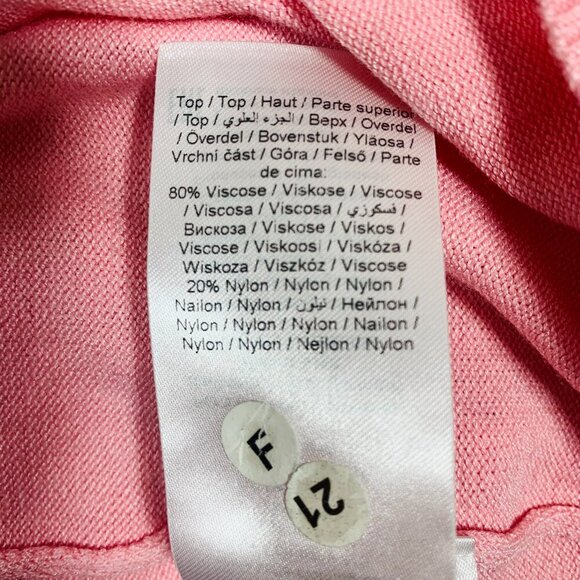 Top / Top / Haut / Parte superior
/ Top / الجزء العلوي / Верх / Overdel
/ Överdel / Bovenstuk / Yläosa /
Vrchní část / Góra / Felső / Parte
de cima:
80% Viscose / Viskose / Viscose
/ Viscosa / Viscosa / فسكوزي /
Вискоза / Viskose / Viskos /
Viscose / Viskoosi / Viskóza /
Wiskoza / Viszkóz / Viscose
20% Nylon / Nylon / Nylon /
Nailon / Nylon / نيلون / Нейлон /
Nylon / Nylon / Nylon / Nailon /
Nylon / Nylon / Nejlon / Nylon
F
21